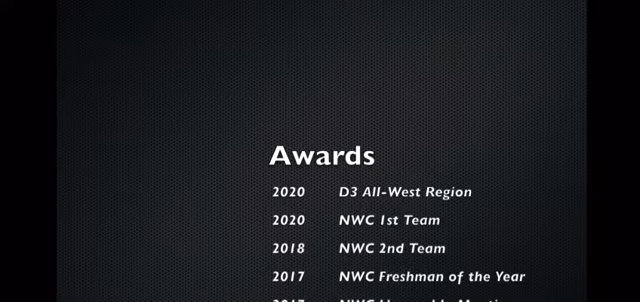 Awards
2020 D3 All-West Region
2020 NWC 1st Team
2018 NWC 2nd Team
2017 NWC Freshman of the Year